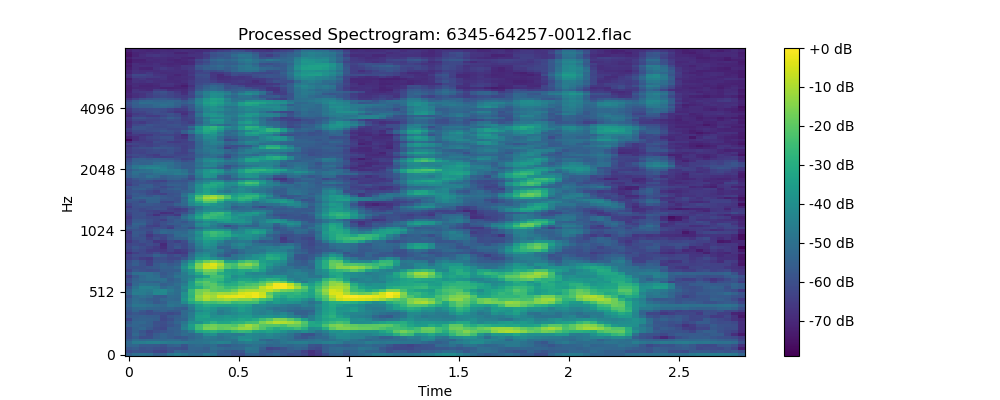 Processed Spectrogram: 6345-64257-0012.flac
+0 dB
4096
-10 dB
-20 dB
2048
-30 dB
Hz
-40 dB
1024
-50 dB
512
-60 dB
-70 dB
0
0 0.5 1 1.5 2 2.5
Time